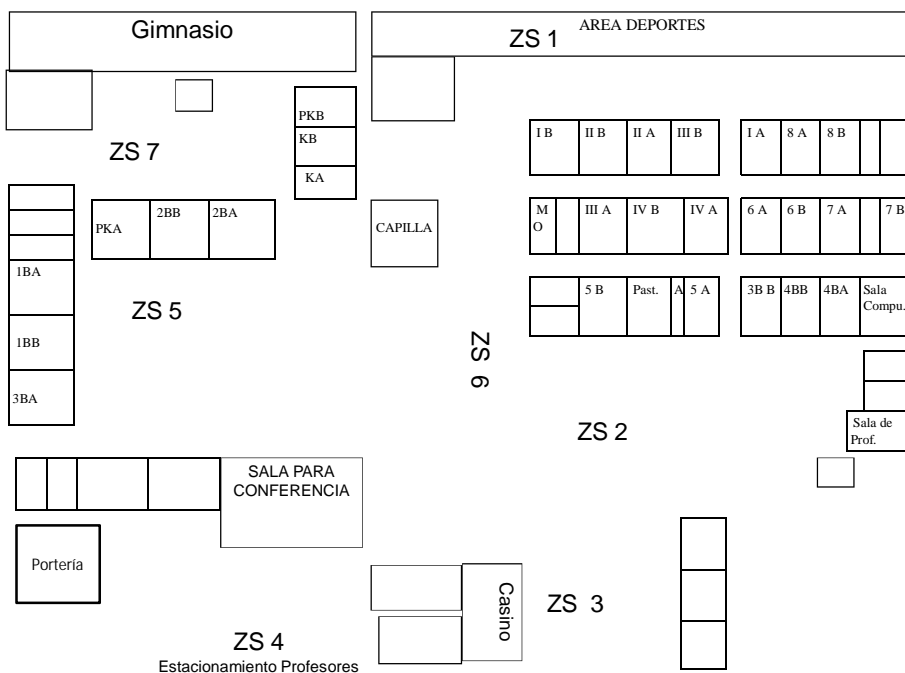 Gimnasio
AREA DEPORTES
ZS 1
PKB
KB
KA
ZS 7
I B
II B
II A
III B
I A
8 A
8 B
PKA
2BB
2BA
CAPILLA
M
O
III A
IV B
IV A
6 A
6 B
7 A
7 B
1BA
1BB
3BA
ZS 5
5 B
Past.
A
5 A
3B B
4BB
4BA
Sala
Compu.
ZS 6
ZS 2
Sala de
Prof.
SALA PARA
CONFERENCIA
Portería
Casino
ZS 3
ZS 4
Estacionamiento Profesores